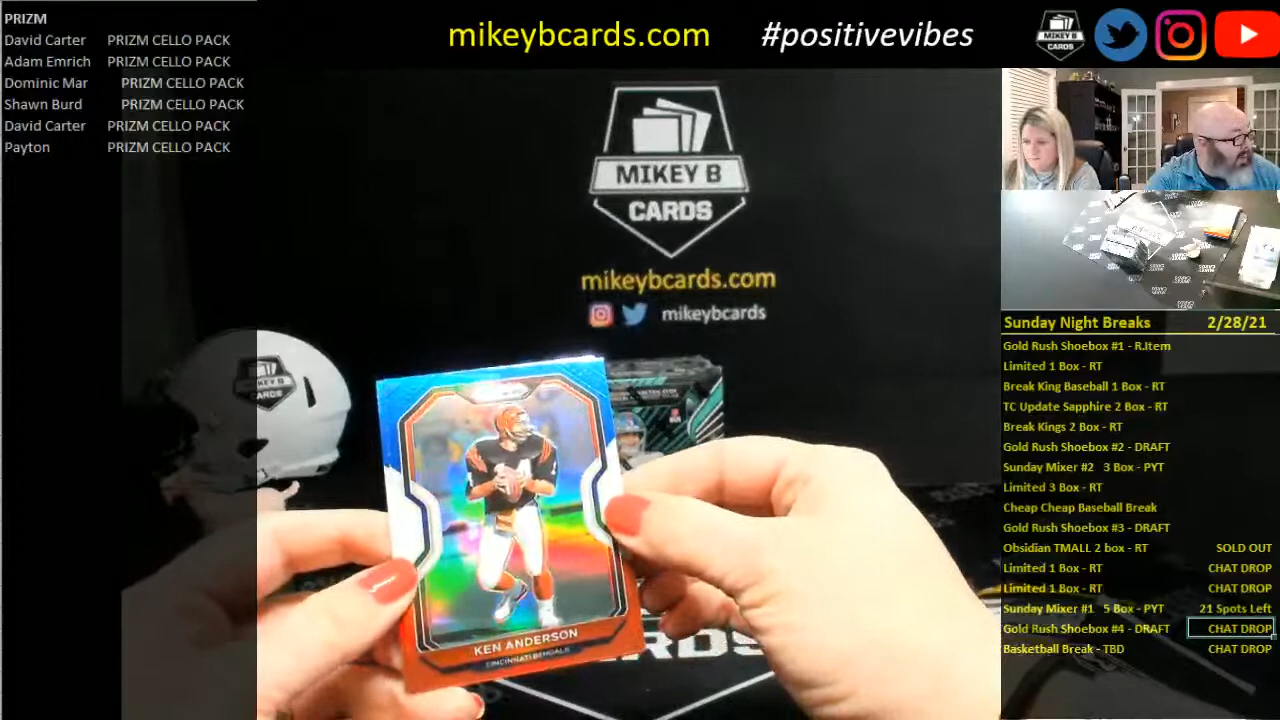 PRIZM
David Carter PRIZM CELLO PACK
Adam Emrich PRIZM CELLO PACK
Dominic Mar PRIZM CELLO PACK
Shawn Burd PRIZM CELLO PACK
David Carter PRIZM CELLO PACK
Payton PRIZM CELLO PACK
mikeybcards.com #positivevibes
MIKEY B
CARDS
MIKEY B
CARDS
mikeybcards.com
mikeybcards
MIKEY B
CARDS
KEN ANDERSON
CINCINNATI BENGALS
RDS
Sunday Night Breaks 2/28/21
Gold Rush Shoebox #1 - R.Item
Limited 1 Box - RT
Break King Baseball 1 Box - RT
TC Update Sapphire 2 Box - RT
Break Kings 2 Box - RT
Gold Rush Shoebox #2 - DRAFT
Sunday Mixer #2 3 Box - PYT
Limited 3 Box - RT
Cheap Cheap Baseball Break
Gold Rush Shoebox #3 - DRAFT
Obsidian TMALL 2 box - RT SOLD OUT
Limited 1 Box - RT CHAT DROP
Limited 1 Box - RT CHAT DROP
Sunday Mixer #1 5 Box - PYT 21 Spots Left
Gold Rush Shoebox #4 - DRAFT CHAT DROP
Basketball Break - TBD CHAT DROP